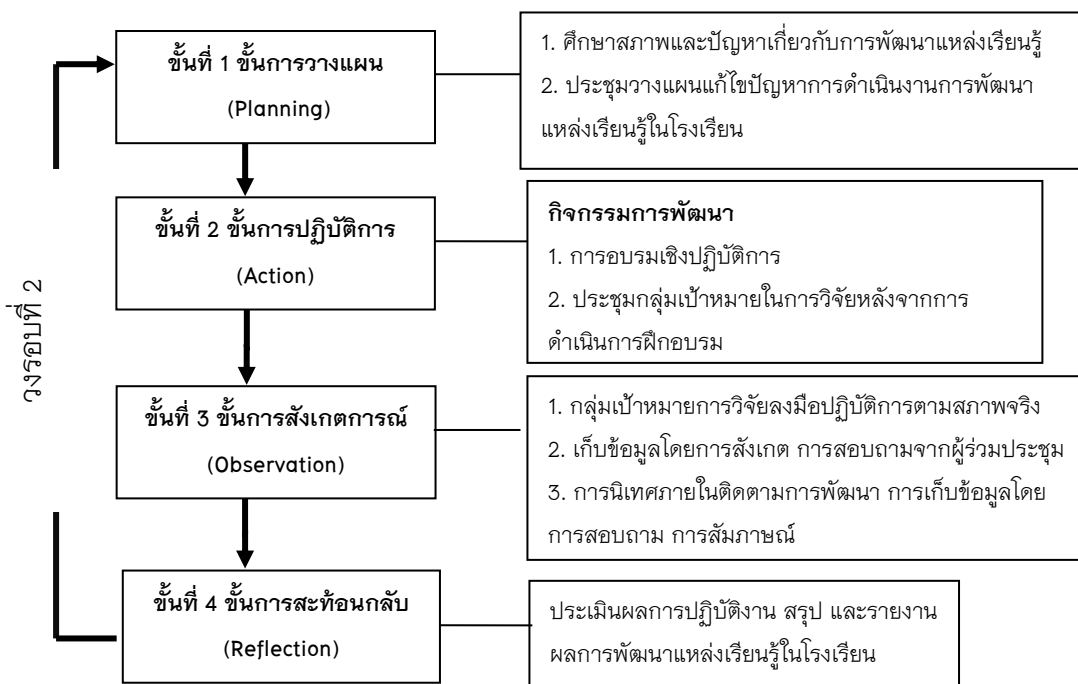 ขั้นที่ 1 ขั้นการวางแผน
(Planning)
1. ศึกษาสภาพและปัญหาเกี่ยวกับการพัฒนาแหล่งเรียนรู้
2. ประชุมวางแผนแก้ไขปัญหาการดำเนินงานการพัฒนา
แหล่งเรียนรู้ในโรงเรียน
ขั้นที่ 2 ขั้นการปฏิบัติการ
(Action)
กิจกรรมการพัฒนา
1. การอบรมเชิงปฏิบัติการ
2. ประชุมกลุ่มเป้าหมายในการวิจัยหลังจากการ
ดำเนินการฝึกอบรม
วงรอบที่ 2
ขั้นที่ 3 ขั้นการสังเกตการณ์
(Observation)
1. กลุ่มเป้าหมายการวิจัยลงมือปฏิบัติการตามสภาพจริง
2. เก็บข้อมูลโดยการสังเกต การสอบถามจากผู้ร่วมประชุม
3. การนิเทศภายในติดตามการพัฒนา การเก็บข้อมูลโดย
การสอบถาม การสัมภาษณ์
ขั้นที่ 4 ขั้นการสะท้อนกลับ
(Reflection)
ประเมินผลการปฏิบัติงาน สรุป และรายงาน
ผลการพัฒนาแหล่งเรียนรู้ในโรงเรียน